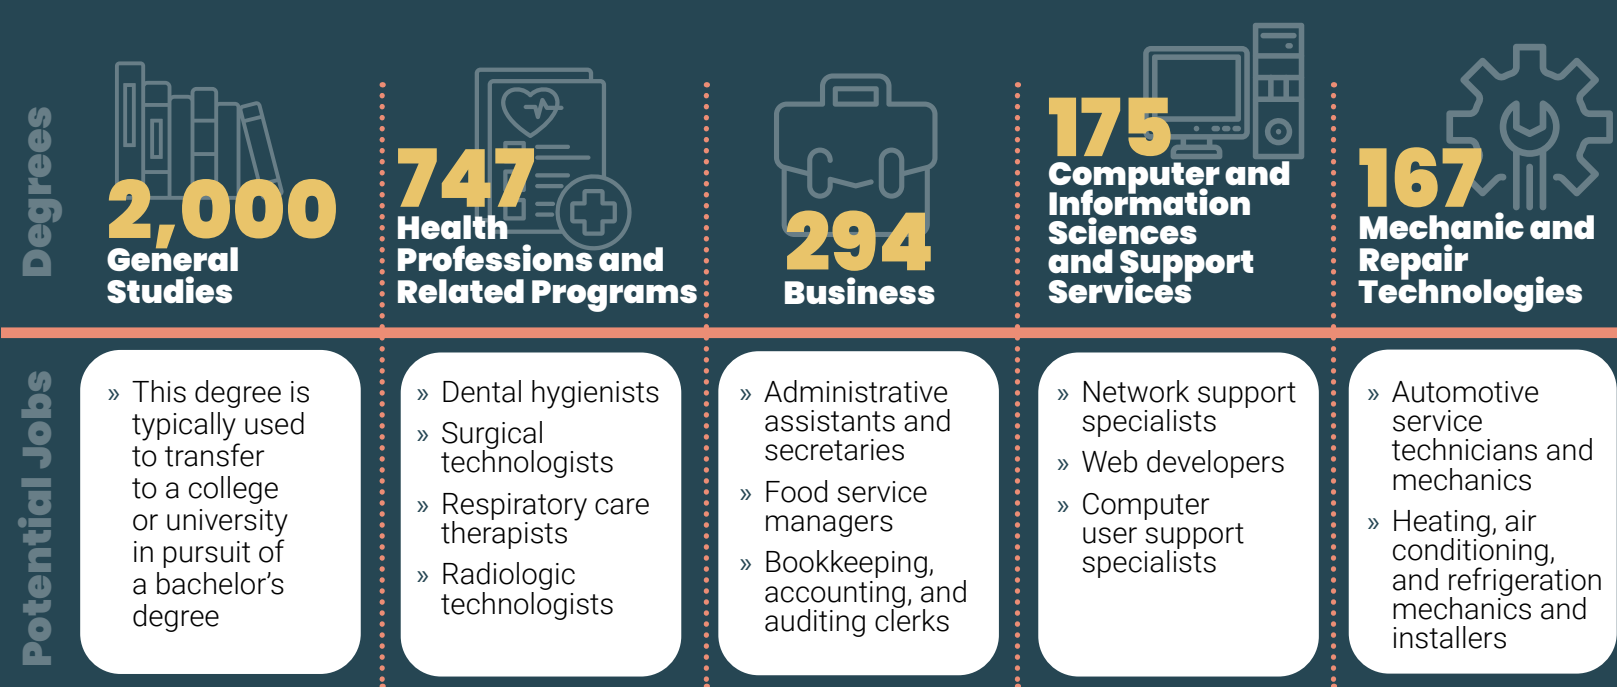 Degrees
2,000
General
Studies
747
Health
Professions and
Related Programs
294
Business
175
Computer and
Information
Sciences
and Support
Services
167
Mechanic and
Repair
Technologies
Potential Jobs
» This degree is
typically used
to transfer
to a college
or university
in pursuit of
a bachelor’s
degree
» Dental hygienists
» Surgical
technologists
» Respiratory care
therapists
» Radiologic
technologists
» Administrative
assistants and
secretaries
» Food service
managers
» Bookkeeping,
accounting, and
auditing clerks
» Network support
specialists
» Web developers
» Computer
user support
specialists
» Automotive
service
technicians and
mechanics
» Heating, air
conditioning,
and refrigeration
mechanics and
installers